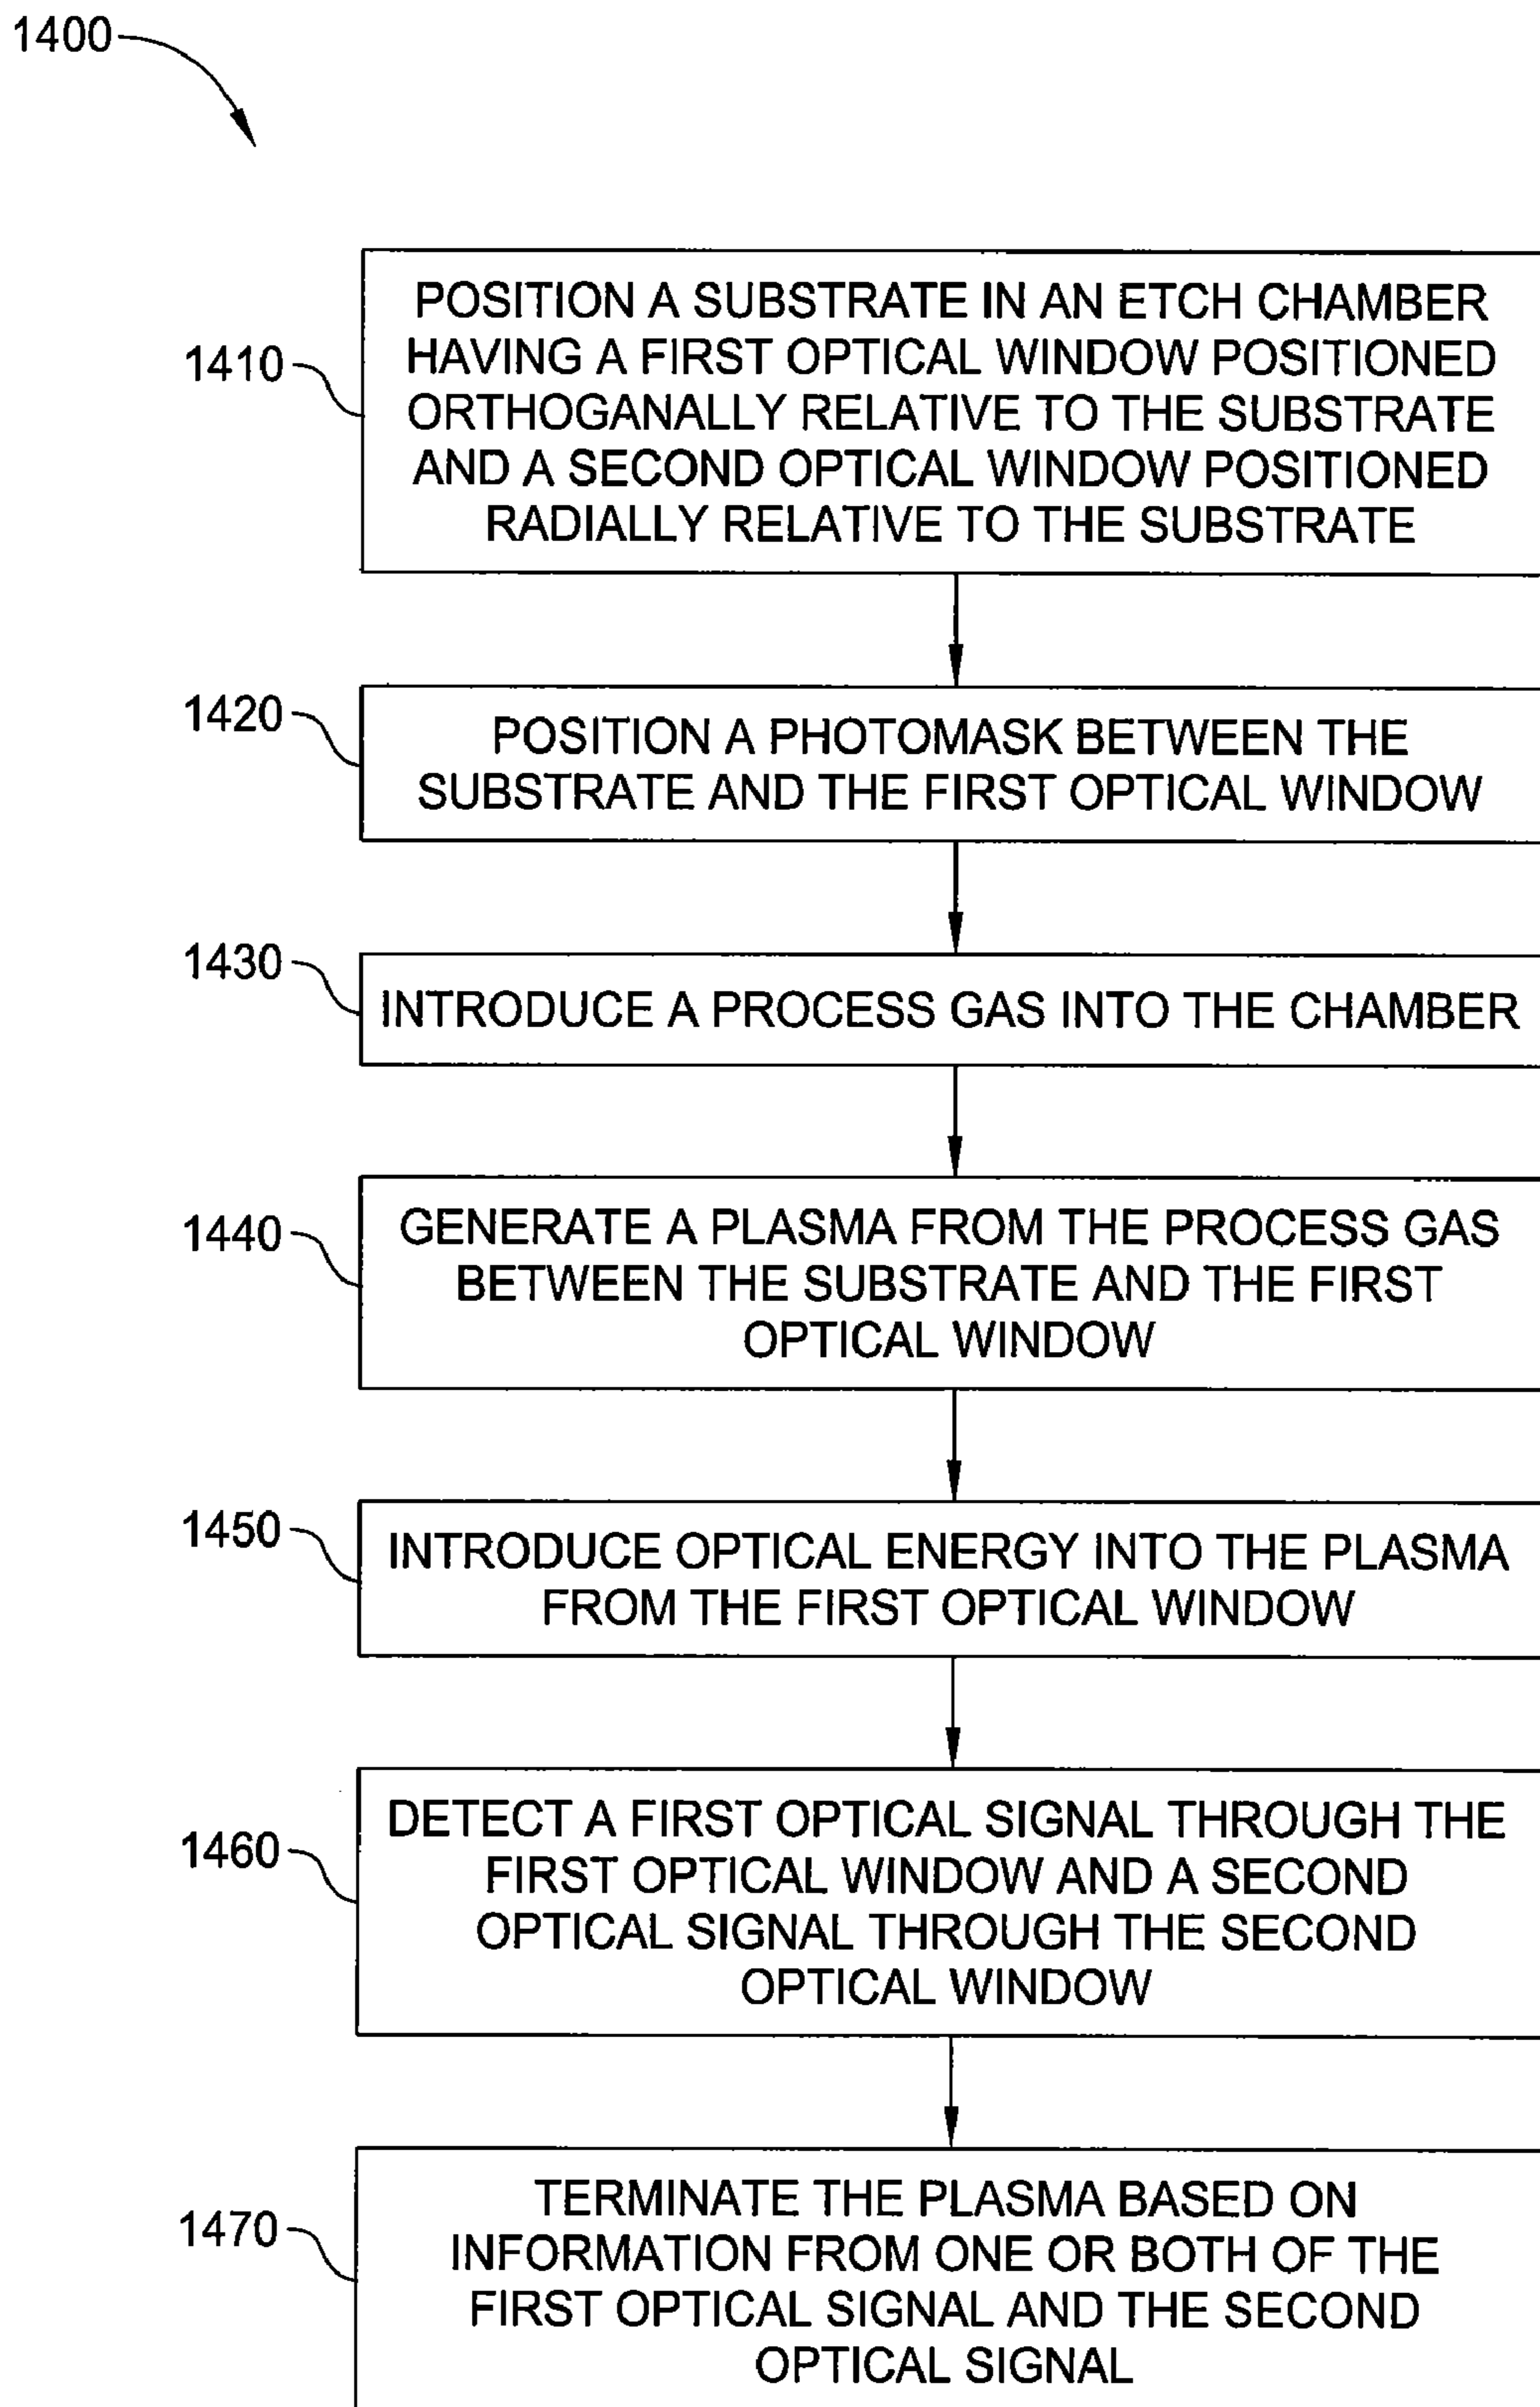 1400
1410
POSITION A SUBSTRATE IN AN ETCH CHAMBER
HAVING A FIRST OPTICAL WINDOW POSITIONED
ORTHOGANALLY RELATIVE TO THE SUBSTRATE
AND A SECOND OPTICAL WINDOW POSITIONED
RADIALLY RELATIVE TO THE SUBSTRATE
1420
POSITION A PHOTOMASK BETWEEN THE
SUBSTRATE AND THE FIRST OPTICAL WINDOW
1430
INTRODUCE A PROCESS GAS INTO THE CHAMBER
1440
GENERATE A PLASMA FROM THE PROCESS GAS
BETWEEN THE SUBSTRATE AND THE FIRST
OPTICAL WINDOW
1450
INTRODUCE OPTICAL ENERGY INTO THE PLASMA
FROM THE FIRST OPTICAL WINDOW
1460
DETECT A FIRST OPTICAL SIGNAL THROUGH THE
FIRST OPTICAL WINDOW AND A SECOND
OPTICAL SIGNAL THROUGH THE SECOND
OPTICAL WINDOW
1470
TERMINATE THE PLASMA BASED ON
INFORMATION FROM ONE OR BOTH OF THE
FIRST OPTICAL SIGNAL AND THE SECOND
OPTICAL SIGNAL